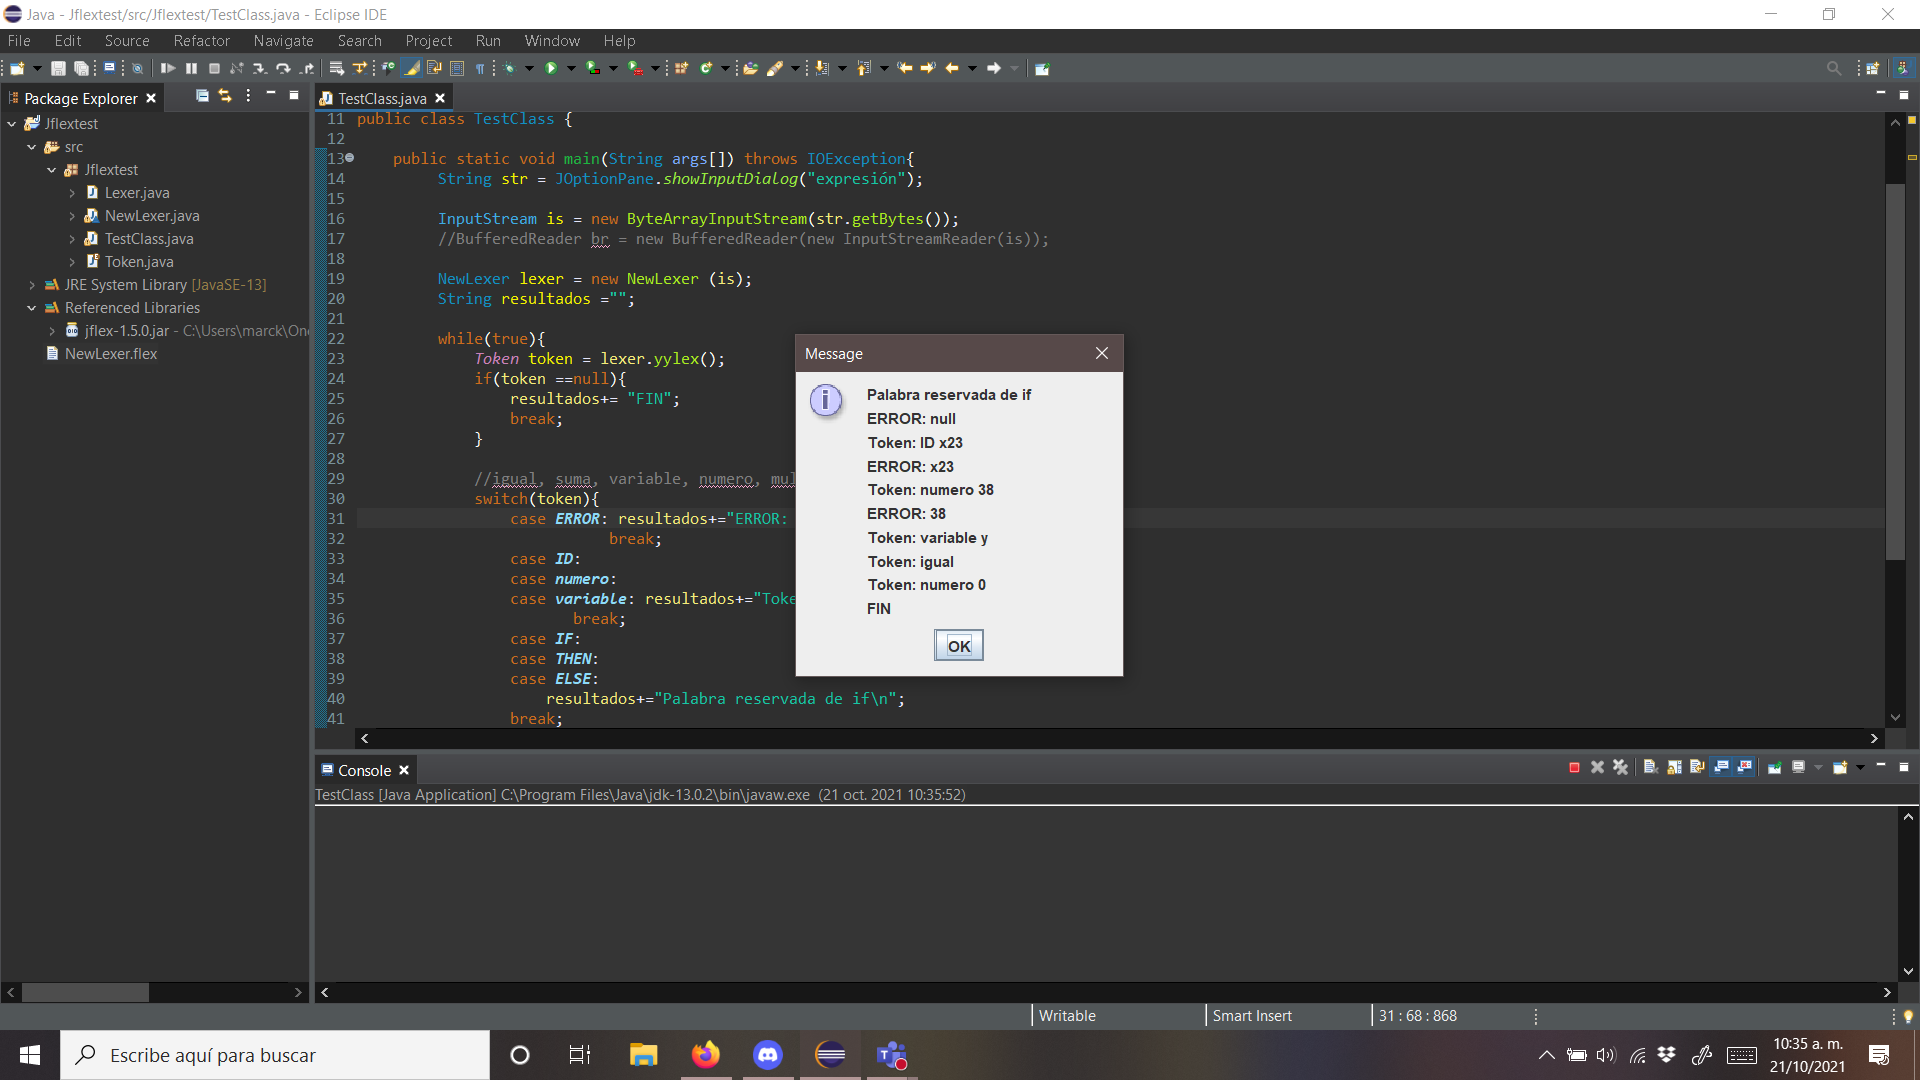 Java - Jflextest/src/Jflextest/TestClass.java - Eclipse IDE
File Edit Source Refactor Navigate Search Project Run Window Help
Package Explorer
TestClass.java
Jflextest
src
Jflextest
Lexer.java
NewLexer.java
TestClass.java
Token.java
JRE System Library [JavaSE-13]
Referenced Libraries
jflex-1.5.0.jar - C:\Users\marck\On
NewLexer.flex
11 public class TestClass {
12
13 public static void main(String args[]) throws IOException{
14 String str = JOptionPane.showInputDialog("expresión");
15
16 InputStream is = new ByteArrayInputStream(str.getBytes());
17 //BufferedReader br = new BufferedReader(new InputStreamReader(is));
18
19 NewLexer lexer = new NewLexer (is);
20 String resultados ="";
21
22 while(true){
23 Token token = lexer.yylex();
24 if(token ==null){
25 resultados+= "FIN";
26 break;
27 }
28
29 //igual, suma, variable, numero, mul
30 switch(token){
31 case ERROR: resultados+="ERROR:
32 break;
33 case ID:
34 case numero:
35 case variable: resultados+="Toke
36 break;
37 case IF:
38 case THEN:
39 case ELSE:
40 resultados+="Palabra reservada de if\n";
41 break;
Message
Palabra reservada de if
ERROR: null
Token: ID x23
ERROR: x23
Token: numero 38
ERROR: 38
Token: variable y
Token: igual
Token: numero 0
FIN
OK
Console
TestClass [Java Application] C:\Program Files\Java\jdk-13.0.2\bin\javaw.exe (21 oct. 2021 10:35:52)
Writable
Smart Insert
31 : 68 : 868
Escribe aquí para buscar
10:35 a. m.
21/10/2021